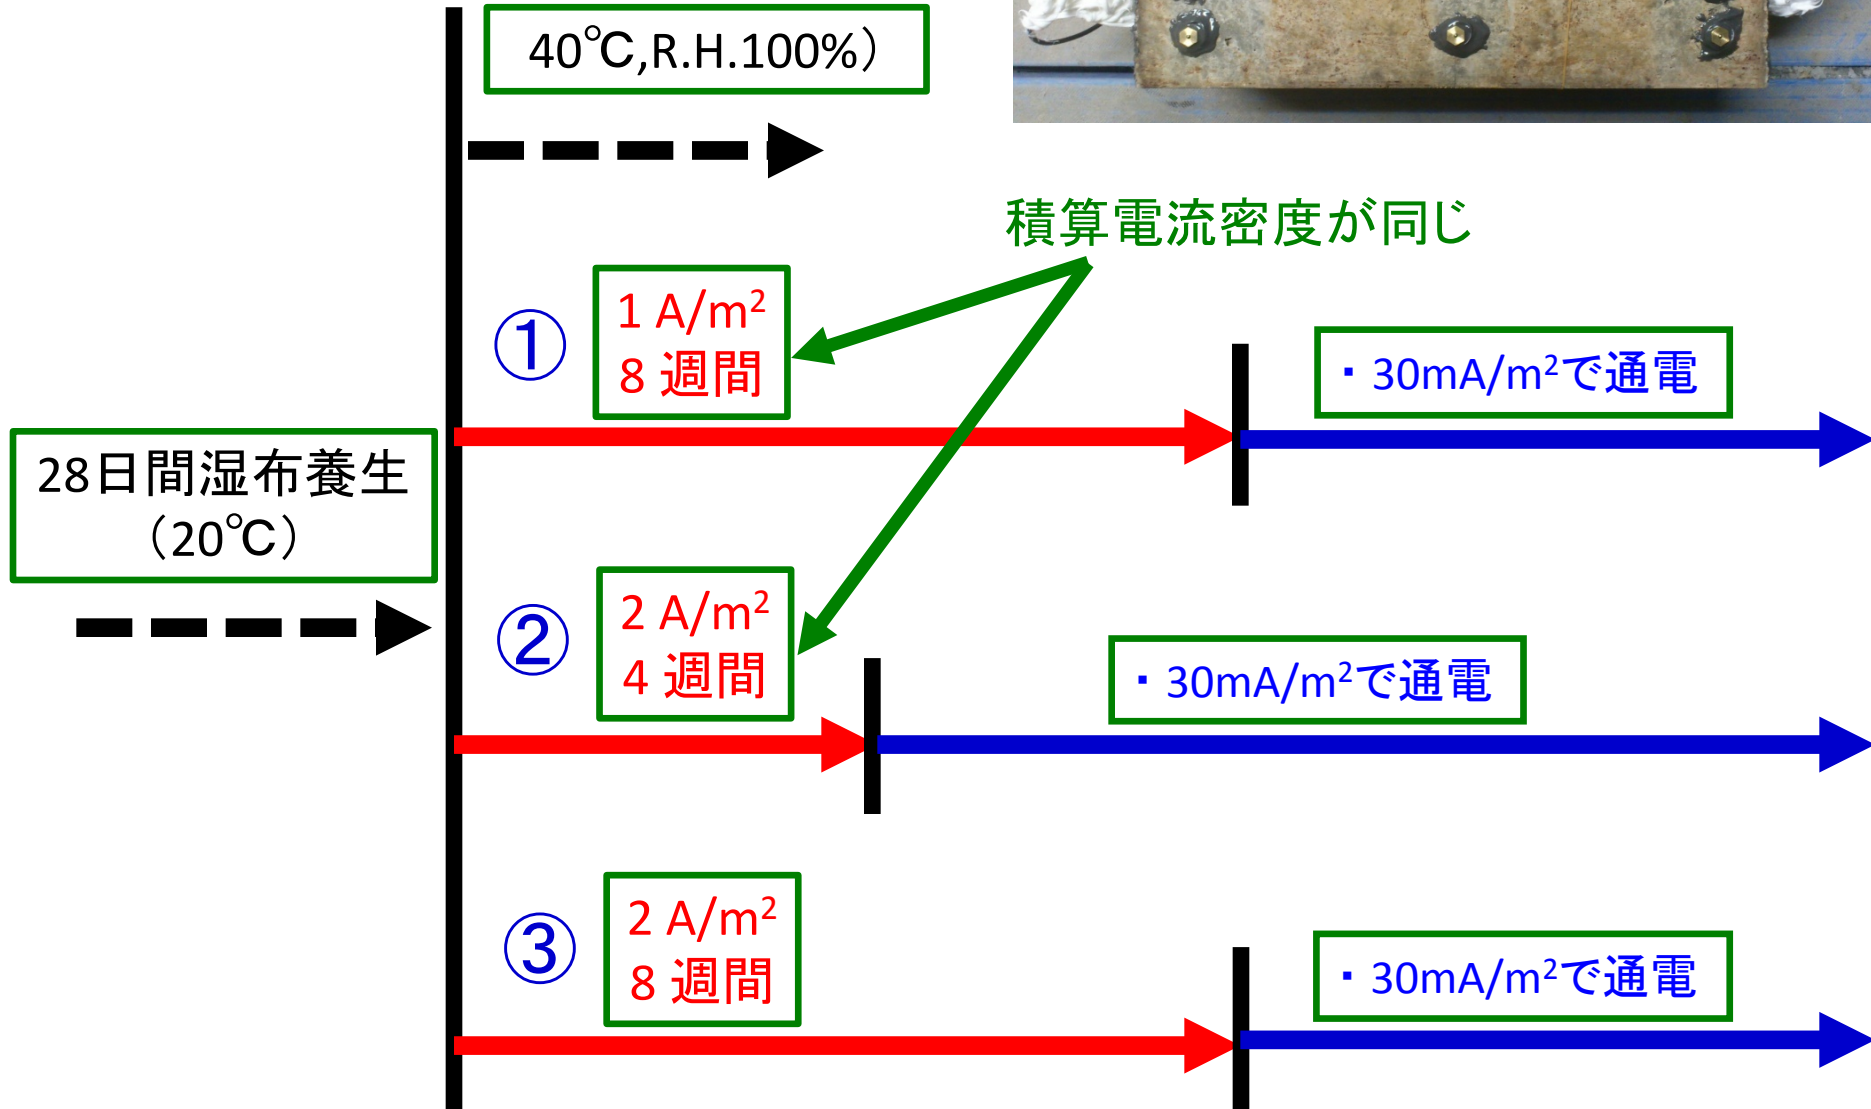 40℃,R.H.100%）
積算電流密度が同じ
①
1 A/m²
8 週間
・30mA/m²で通電
28日間湿布養生
（20℃）
②
2 A/m²
4 週間
・30mA/m²で通電
③
2 A/m²
8 週間
・30mA/m²で通電